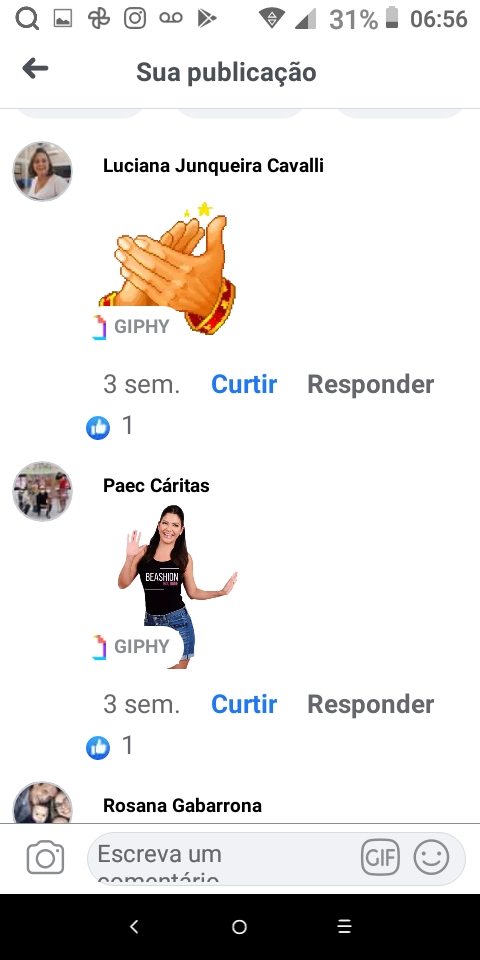 31% 06:56
Sua publicação
Luciana Junqueira Cavalli
GIPHY
3 sem. Curtir Responder
1
Paec Cáritas
BEASHION
GIPHY
3 sem. Curtir Responder
1
Rosana Gabarrona
Escreva um
comentário
GIF